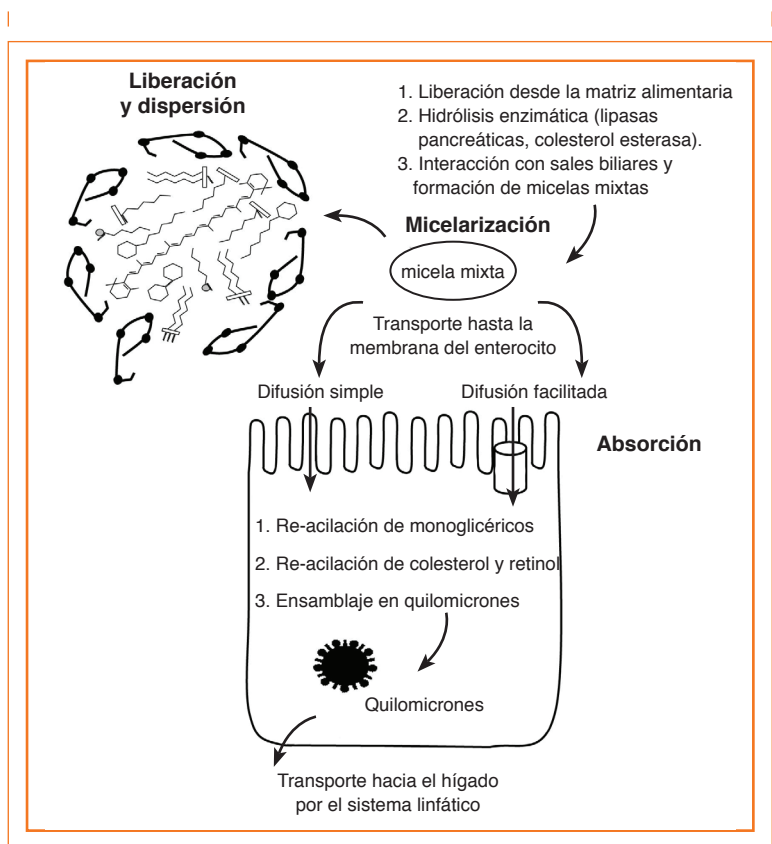 Liberación
y dispersión
1. Liberación desde la matriz alimentaria
2. Hidrólisis enzimática (lipasas
pancreáticas, colesterol esterasa).
3. Interacción con sales biliares y
formación de micelas mixtas
Micelarización
micela mixta
Transporte hasta la
membrana del enterocito
Difusión simple
Difusión facilitada
Absorción
1. Re-acilación de monoglicéricos
2. Re-acilación de colesterol y retinol
3. Ensamblaje en quilomicrones
Quilomicrones
Transporte hacia el hígado
por el sistema linfático